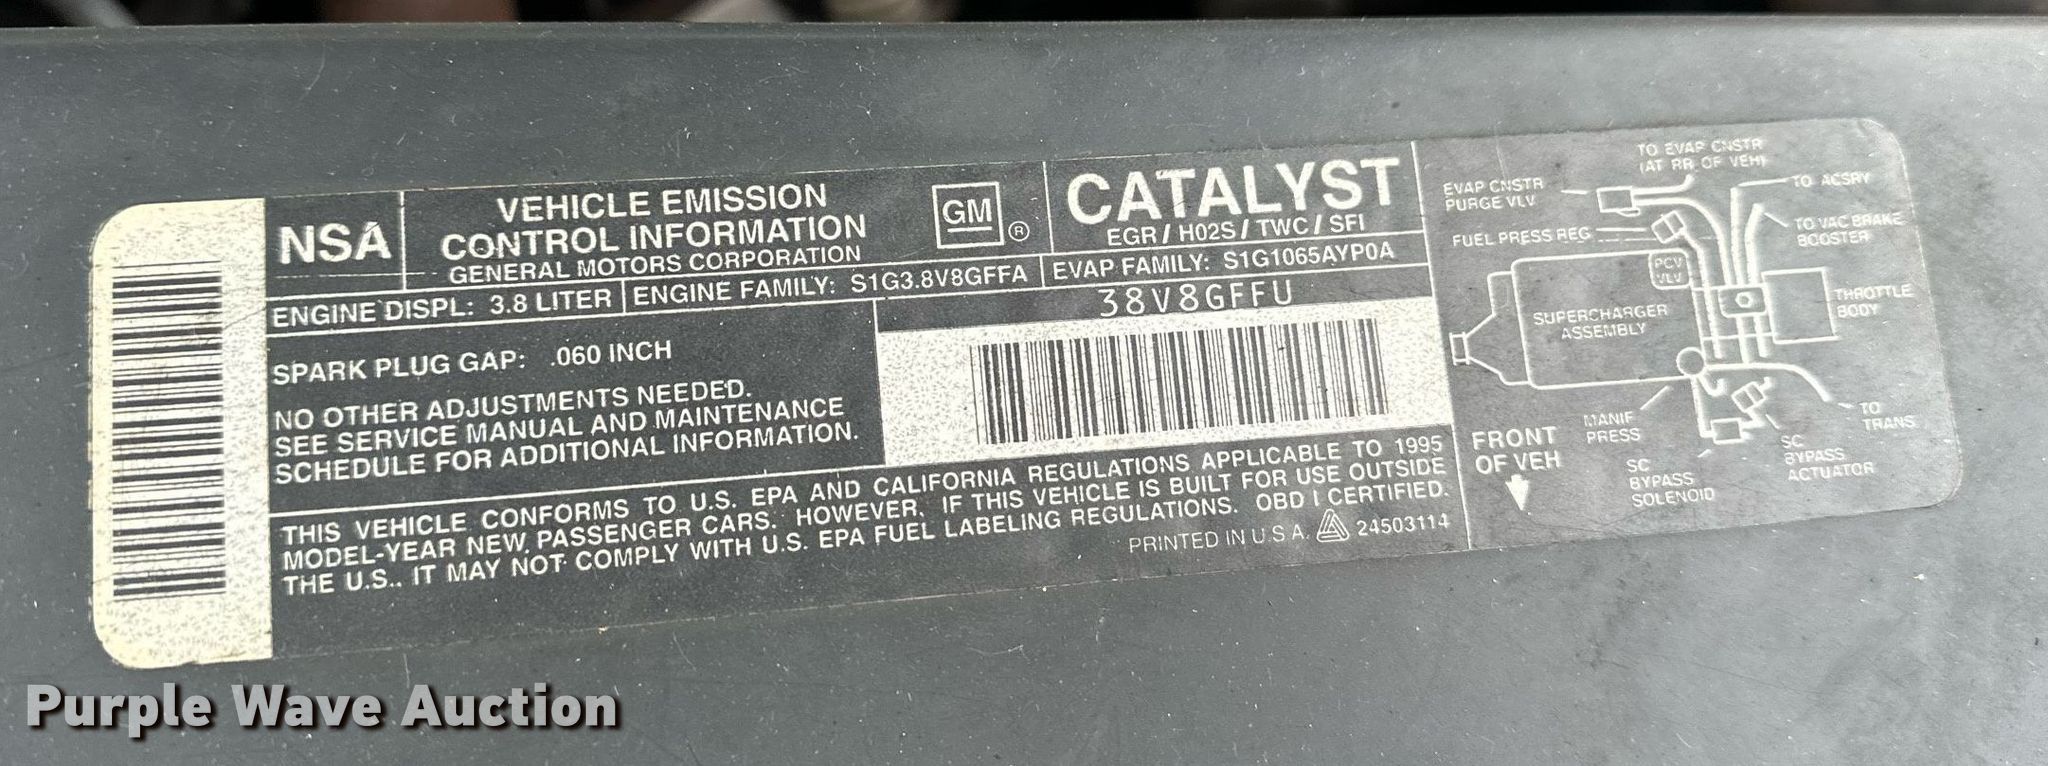 NSA
VEHICLE EMISSION
CONTROL INFORMATION
GENERAL MOTORS CORPORATION
GM
®
CATALYST
EGR / HO2S / TWC / SFI
ENGINE DISPL: 3.8 LITER
ENGINE FAMILY: S1G3.8V8GFFA
EVAP FAMILY: S1G1065AYP0A
SPARK PLUG GAP: .060 INCH
NO OTHER ADJUSTMENTS NEEDED.
SEE SERVICE MANUAL AND MAINTENANCE
SCHEDULE FOR ADDITIONAL INFORMATION.
38V8GFFU
THIS VEHICLE CONFORMS TO U.S. EPA AND CALIFORNIA REGULATIONS APPLICABLE TO 1995
MODEL-YEAR NEW PASSENGER CARS. HOWEVER, IF THIS VEHICLE IS BUILT FOR USE OUTSIDE
THE U.S., IT MAY NOT COMPLY WITH U.S. EPA FUEL LABELING REGULATIONS. OBD I CERTIFIED.
PRINTED IN U.S.A. 24503114
TO EVAP CNSTR
(AT RR OF VEH)
EVAP CNSTR
PURGE VLV
TO ACSRY
FUEL PRESS REG
TO VAC BRAKE
BOOSTER
PCV
VLV
SUPERCHARGER
ASSEMBLY
THROTTLE
BODY
MANIF
PRESS
TO
TRANS
FRONT
OF VEH
SC
BYPASS
SOLENOID
SC
BYPASS
ACTUATOR
Purple Wave Auction